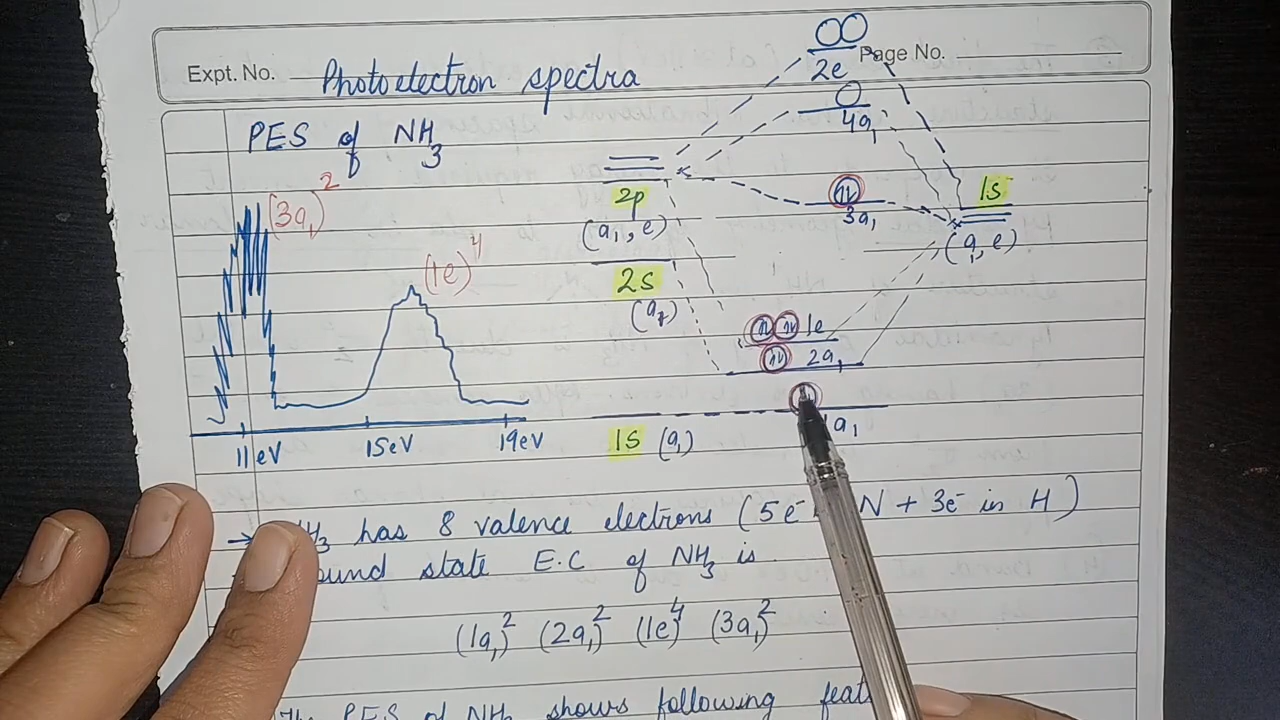 Expt. No. Photoelectron spectra Page No.
PES of NH3
(3a1)2
(1e)4
11eV 15eV 19eV
2e
4a1
3a1
2p
(a1, e)
2s
1s
(a1, e)
1e
2a1
a1
1s (a1)
→ H3 has 8 valence electrons (5e- N + 3e- in H)
state E.C of NH3 is
(1a1)2 (2a1)2 (1e)4 (3a1)2
The PES of NH3 shows following